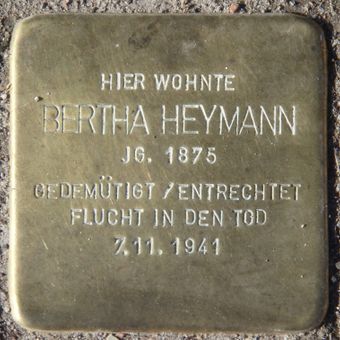 HIER WOHNTE
BERTHA HEYMANN
JG. 1875
GEDEMÜTIGT / ENTRECHTET
FLUCHT IN DEN TOD
7.11.1941